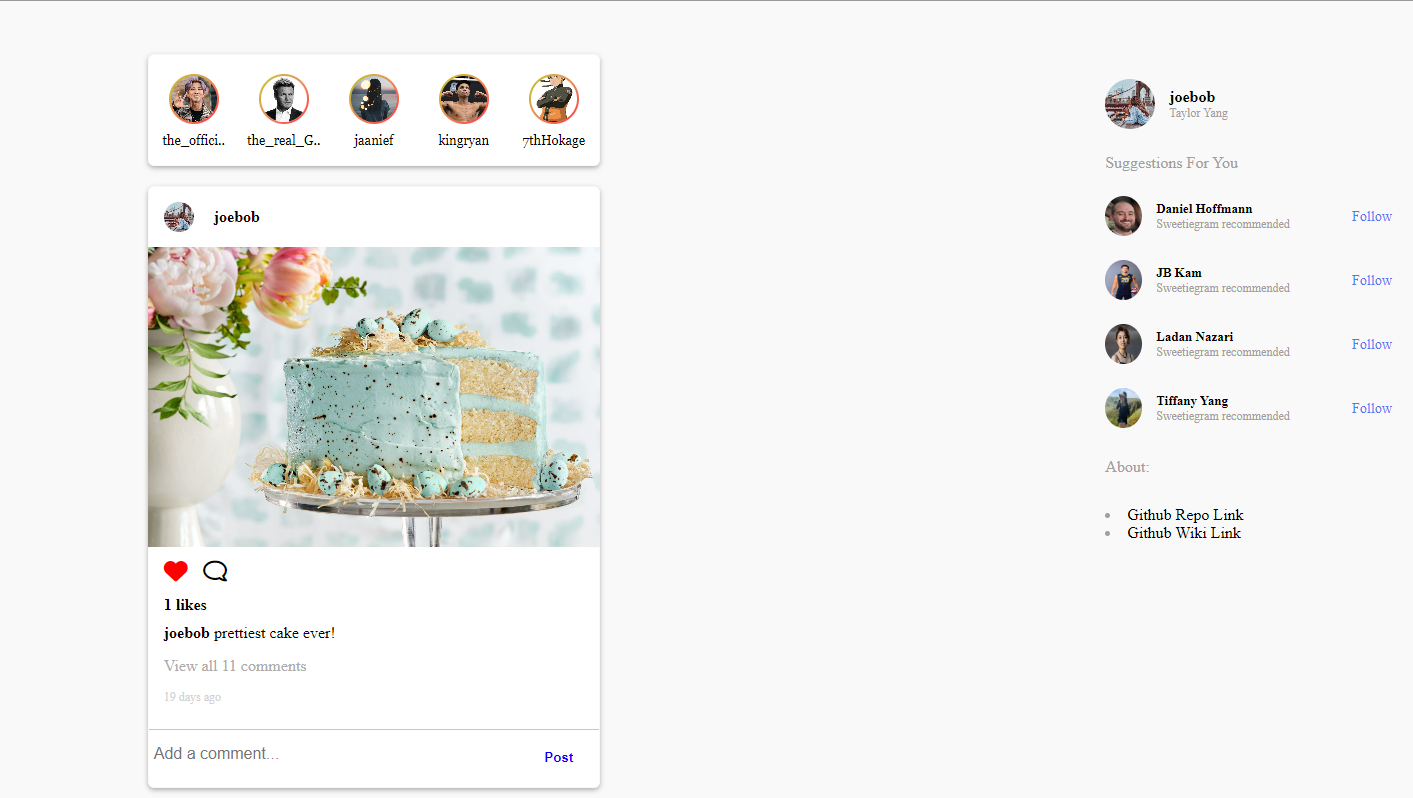 the_offici..
the_real_G..
jaanief
kingryan
7thHokage
joebob
1 likes
joebob prettiest cake ever!
View all 11 comments
19 days ago
Add a comment...
Post
joebob
Taylor Yang
Suggestions For You
Daniel Hoffmann
Sweetiegram recommended
Follow
JB Kam
Sweetiegram recommended
Follow
Ladan Nazari
Sweetiegram recommended
Follow
Tiffany Yang
Sweetiegram recommended
Follow
About:
Github Repo Link
Github Wiki Link